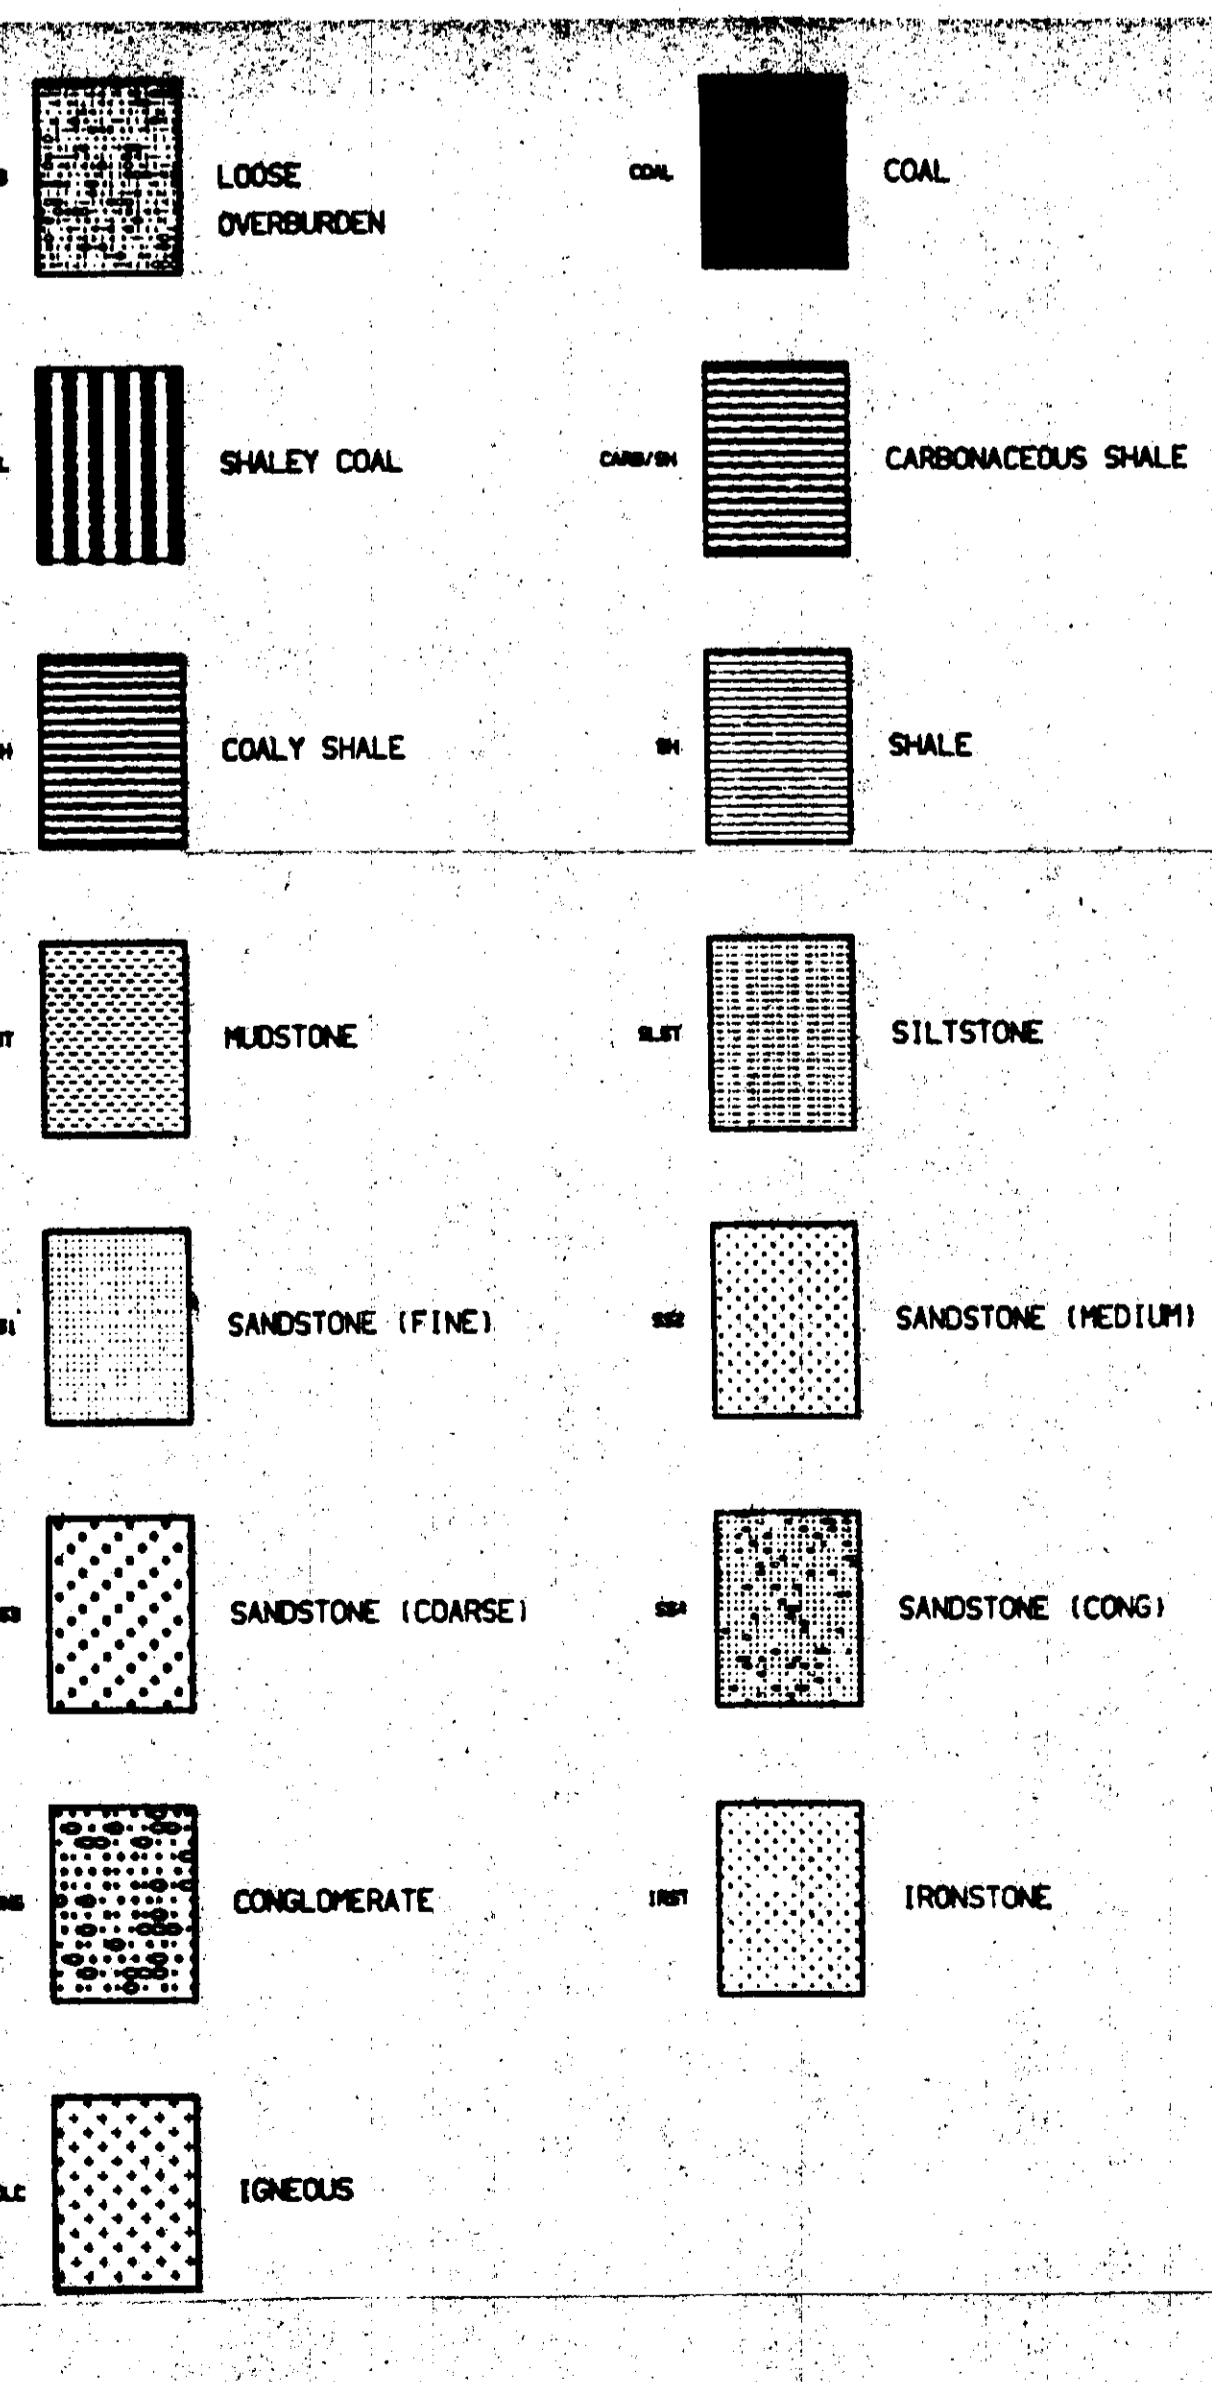 LOOSE
OVERBURDEN
COAL COAL
SHALEY COAL
CARB/SH CARBONACEOUS SHALE
COALY SHALE
SH SHALE
MUDSTONE
SLST SILTSTONE
SANDSTONE (FINE)
SS2 SANDSTONE (MEDIUM)
SANDSTONE (COARSE)
SS4 SANDSTONE (CONG)
CONGLOMERATE
IRST IRONSTONE
IGNEOUS